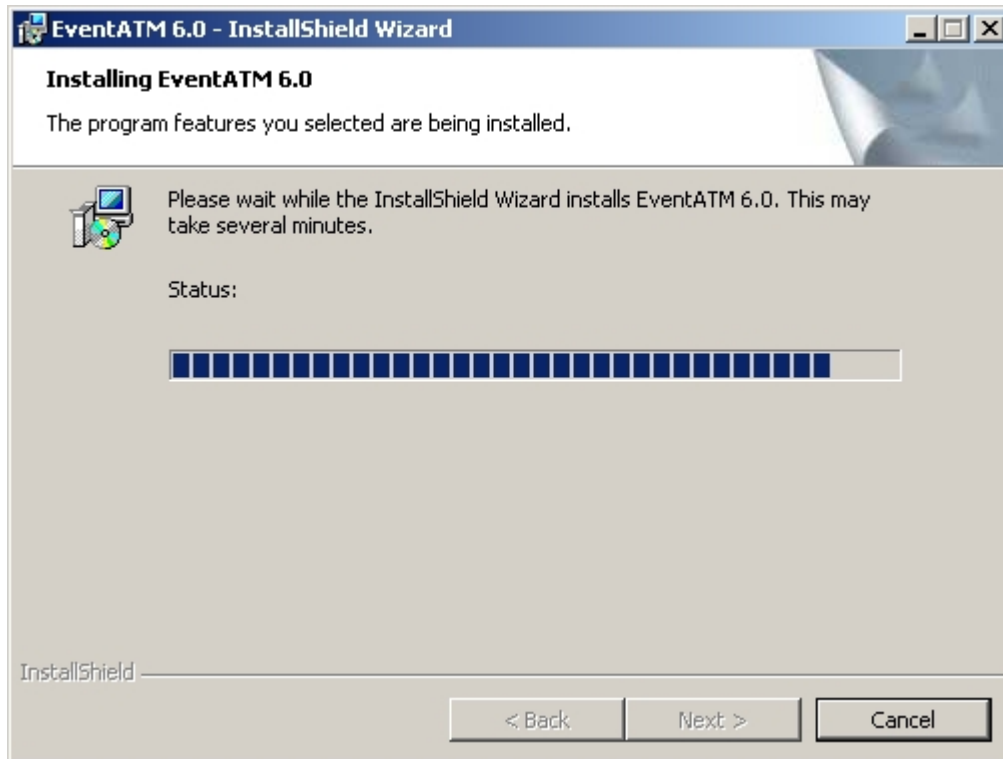 EventATM 6.0 - InstallShield Wizard
Installing EventATM 6.0
The program features you selected are being installed.
Please wait while the InstallShield Wizard installs EventATM 6.0. This may
take several minutes.
Status:
InstallShield
< Back
Next >
Cancel